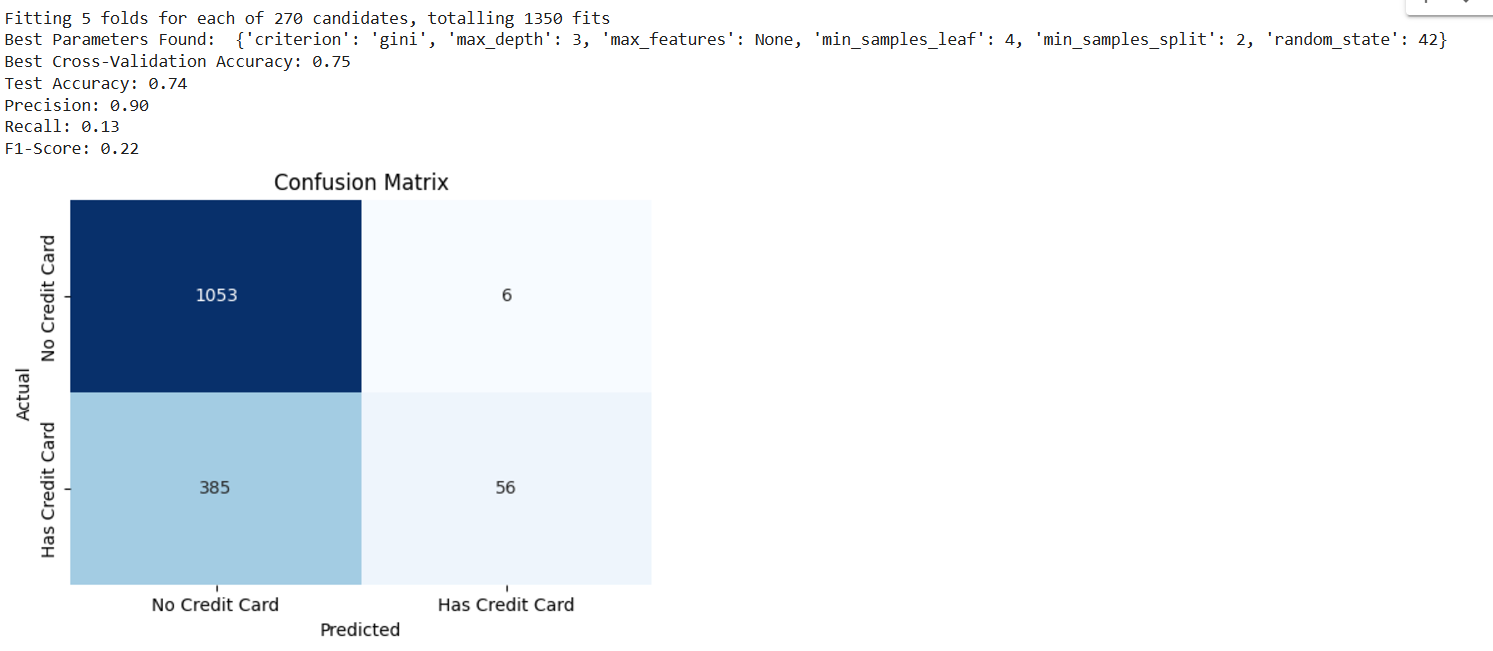 Fitting 5 folds for each of 270 candidates, totalling 1350 fits
Best Parameters Found:  {'criterion': 'gini', 'max_depth': 3, 'max_features': None, 'min_samples_leaf': 4, 'min_samples_split': 2, 'random_state': 42}
Best Cross-Validation Accuracy: 0.75
Test Accuracy: 0.74
Precision: 0.90
Recall: 0.13
F1-Score: 0.22
Confusion Matrix
Actual
No Credit Card
1053
6
Has Credit Card
385
56
No Credit Card
Has Credit Card
Predicted